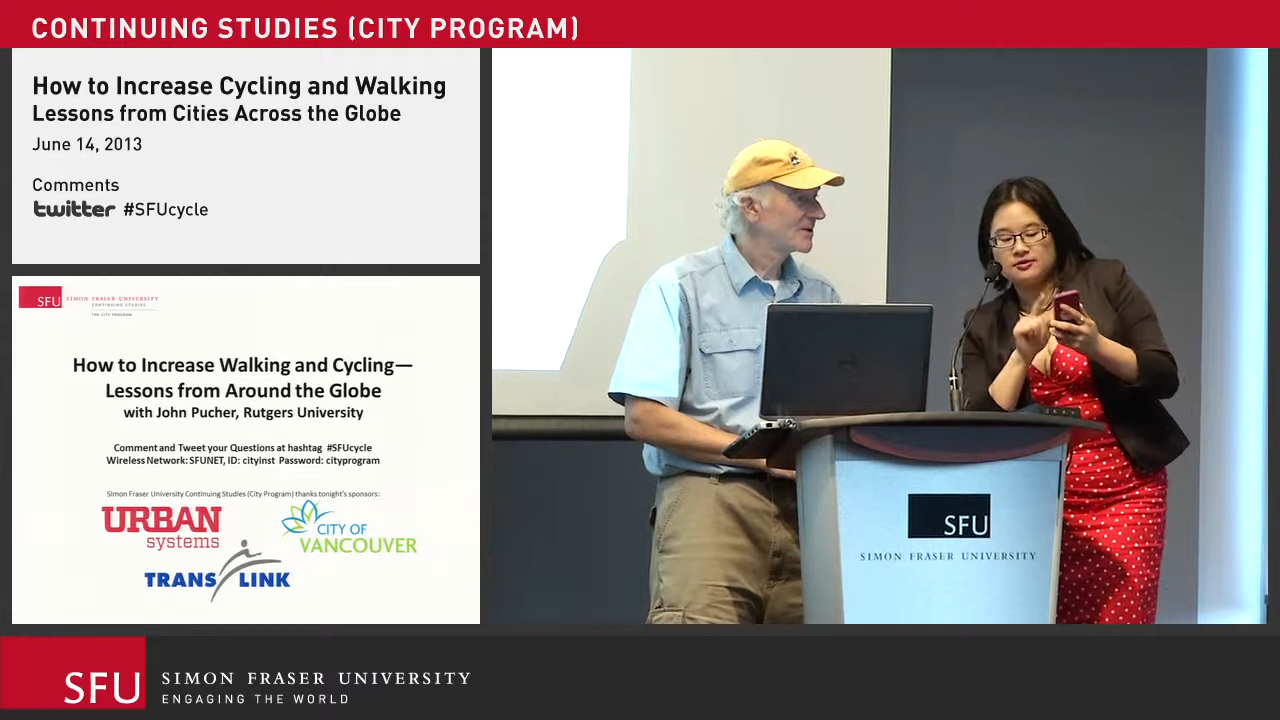 CONTINUING STUDIES (CITY PROGRAM)
How to Increase Cycling and Walking
Lessons from Cities Across the Globe
June 14, 2013
Comments
twitter #SFUcycle
SFU SIMON FRASER UNIVERSITY
CONTINUING STUDIES
THE CITY PROGRAM
How to Increase Walking and Cycling—
Lessons from Around the Globe
with John Pucher, Rutgers University
Comment and Tweet your Questions at hashtag #SFUcycle
Wireless Network: SFUNET, ID: cityinst Password: cityprogram
Simon Fraser University Continuing Studies (City Program) thanks tonight's sponsors:
URBAN
systems
CITY OF
VANCOUVER
TRANS LINK
SFU
SIMON FRASER UNIVERSITY
SFU SIMON FRASER UNIVERSITY
ENGAGING THE WORLD